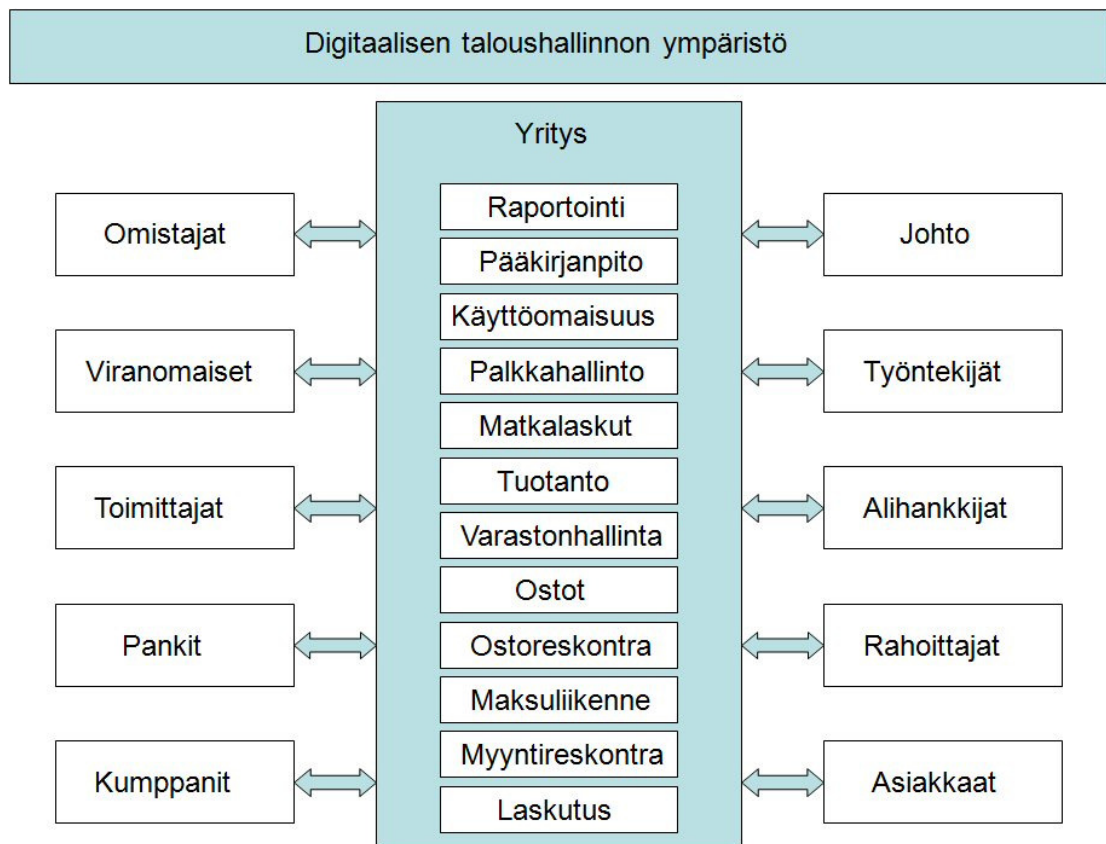 Digitaalisen taloushallinnon ympäristö
Yritys
Omistajat
Viranomaiset
Toimittajat
Pankit
Kumppanit
Raportointi
Pääkirjanpito
Käyttöomaisuus
Palkkahallinto
Matkalaskut
Tuotanto
Varastonhallinta
Ostot
Ostoreskontra
Maksuliikenne
Myyntireskontra
Laskutus
Johto
Työntekijät
Alihankkijat
Rahoittajat
Asiakkaat